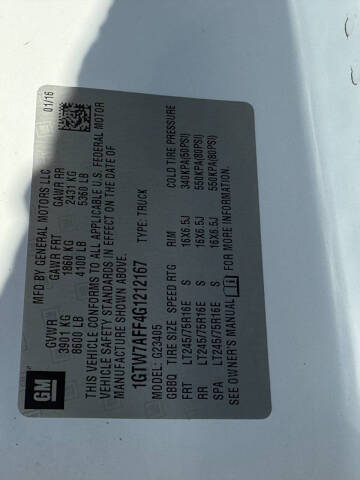 GM
MFD BY GENERAL MOTORS LLC
01/16
GVWR GAWR FRT GAWR RR
3901 KG 1860 KG 2431 KG
8600 LB 4100 LB 5360 LB
THIS VEHICLE CONFORMS TO ALL APPLICABLE U.S. FEDERAL MOTOR
VEHICLE SAFETY STANDARDS IN EFFECT ON THE DATE OF
MANUFACTURE SHOWN ABOVE.
1GTW7AFF4G1212167 TYPE: TRUCK
MODEL: G23405
GBBQ TIRE SIZE SPEED RTG RIM COLD TIRE PRESSURE
FRT LT245/75R16E S 16X6.5J 340KPA(50PSI)
RR LT245/75R16E S 16X6.5J 550KPA(80PSI)
SPA LT245/75R16E S 16X6.5J 550KPA(80PSI)
SEE OWNER'S MANUAL FOR MORE INFORMATION.